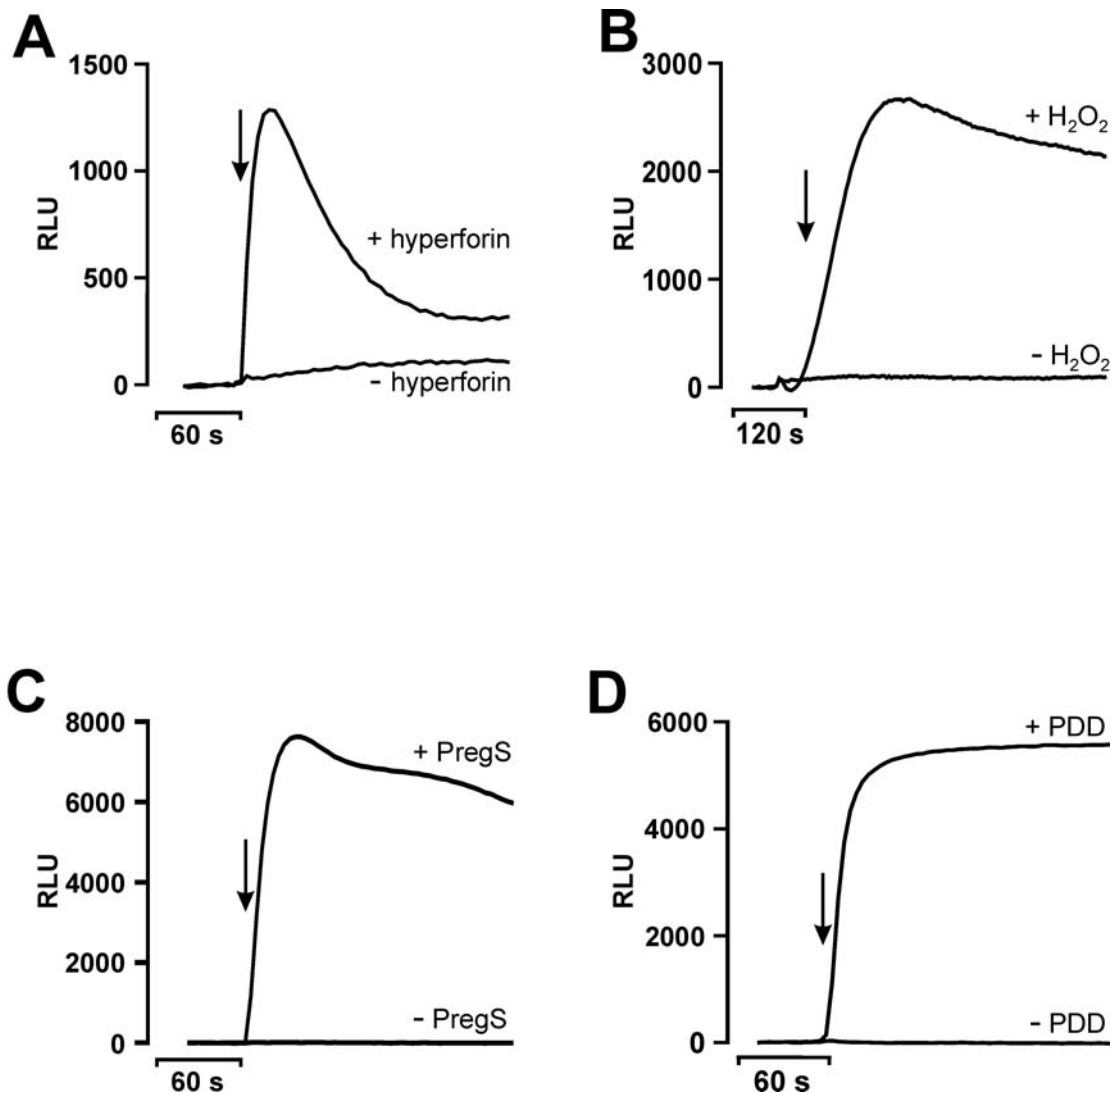 A
1500
1000
500
0
RLU
+ hyperforin
− hyperforin
60 s
B
3000
2000
1000
0
RLU
+ H₂O₂
− H₂O₂
120 s
C
8000
6000
4000
2000
0
RLU
+ PregS
− PregS
60 s
D
6000
4000
2000
0
RLU
+ PDD
− PDD
60 s